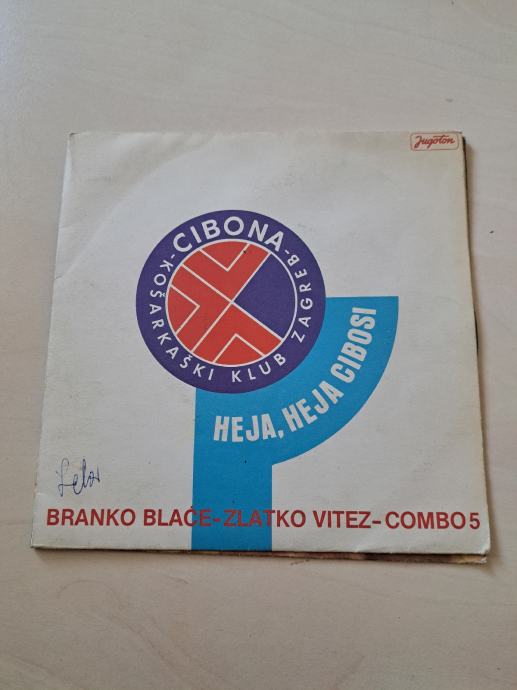 Jugoton
CIBONA
-KOŠARKAŠKI KLUB ZAGREB-
HEJA, HEJA CIBOSI
BRANKO BLAĆE-ZLATKO VITEZ-COMBO 5